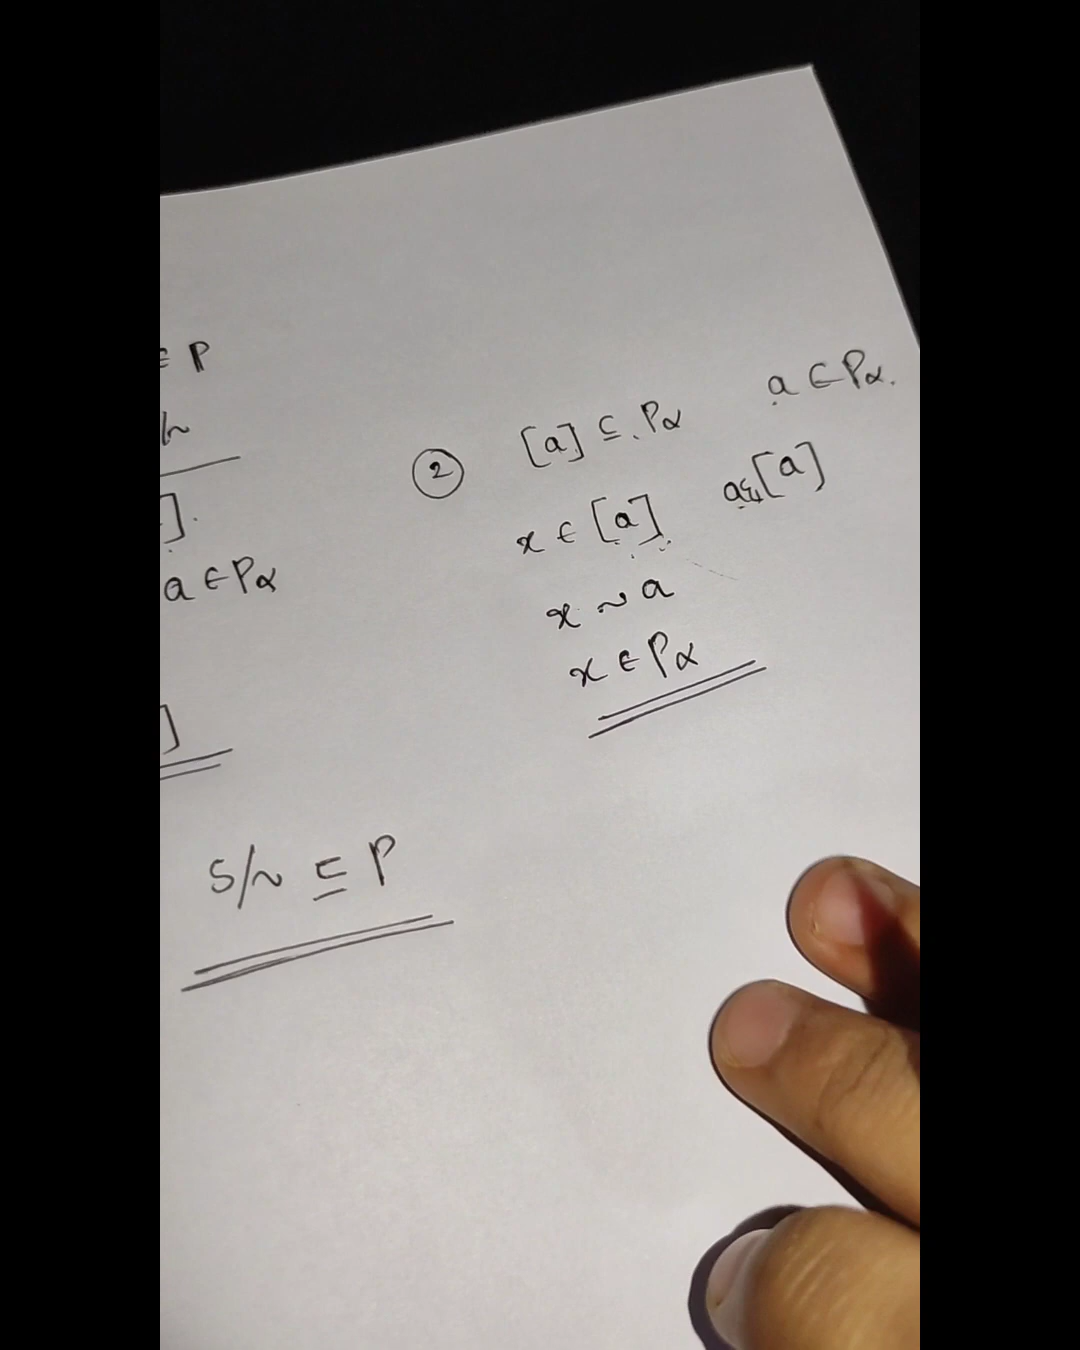 ∈ P
/~
].
a ∈ Pα
]
② [a] ⊆ Pα
a ∈ Pα.
x ∈ [a]
a ∈ [a]
x ~ a
x ∈ Pα
S/~ ⊆ P